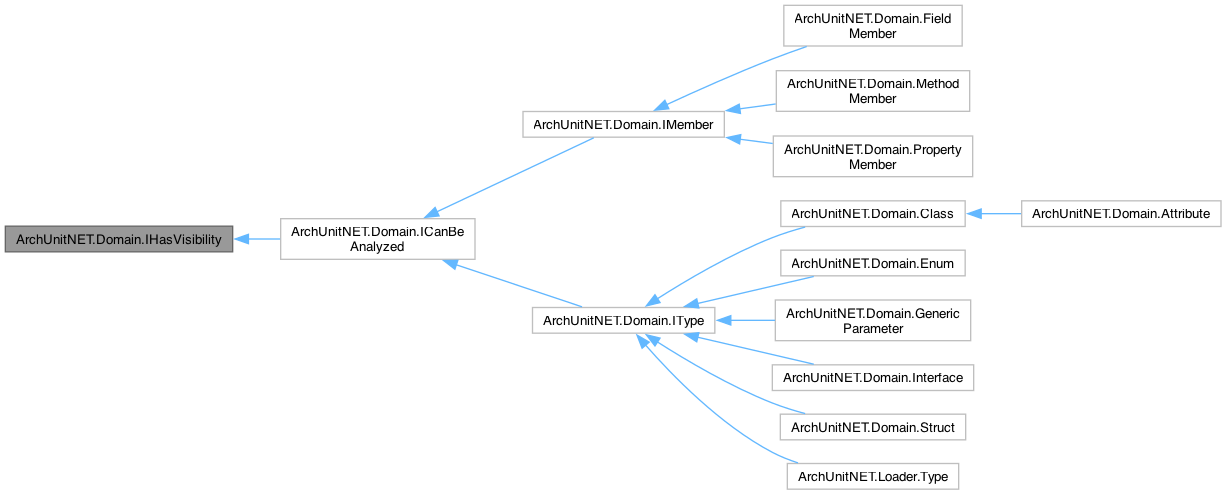 ArchUnitNET.Domain.Field
Member
ArchUnitNET.Domain.Method
Member
ArchUnitNET.Domain.IMember
ArchUnitNET.Domain.Property
Member
ArchUnitNET.Domain.Class
ArchUnitNET.Domain.Attribute
ArchUnitNET.Domain.IHasVisibility
ArchUnitNET.Domain.ICanBe
Analyzed
ArchUnitNET.Domain.Enum
ArchUnitNET.Domain.IType
ArchUnitNET.Domain.Generic
Parameter
ArchUnitNET.Domain.Interface
ArchUnitNET.Domain.Struct
ArchUnitNET.Loader.Type